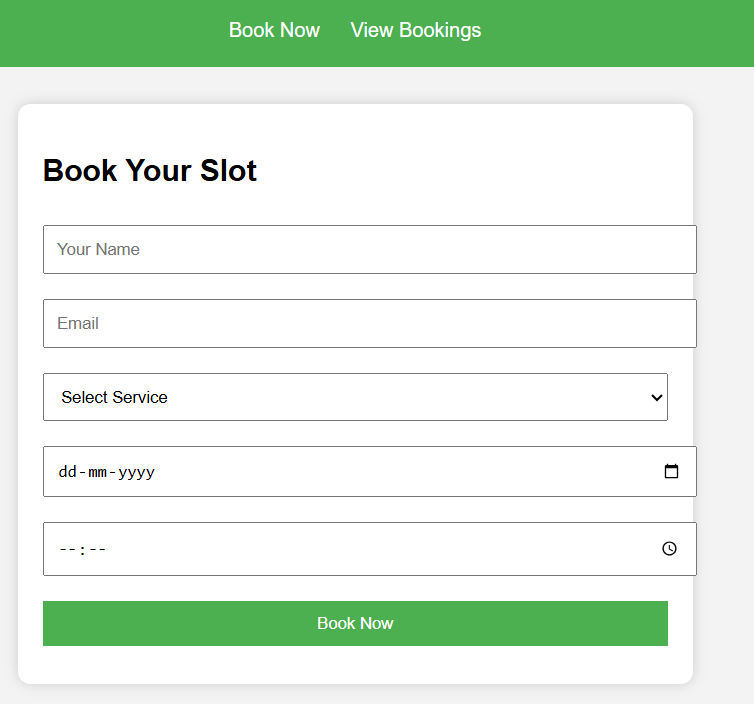 Book Now View Bookings
Book Your Slot
Your Name
Email
Select Service
dd-mm-yyyy
--:--
Book Now